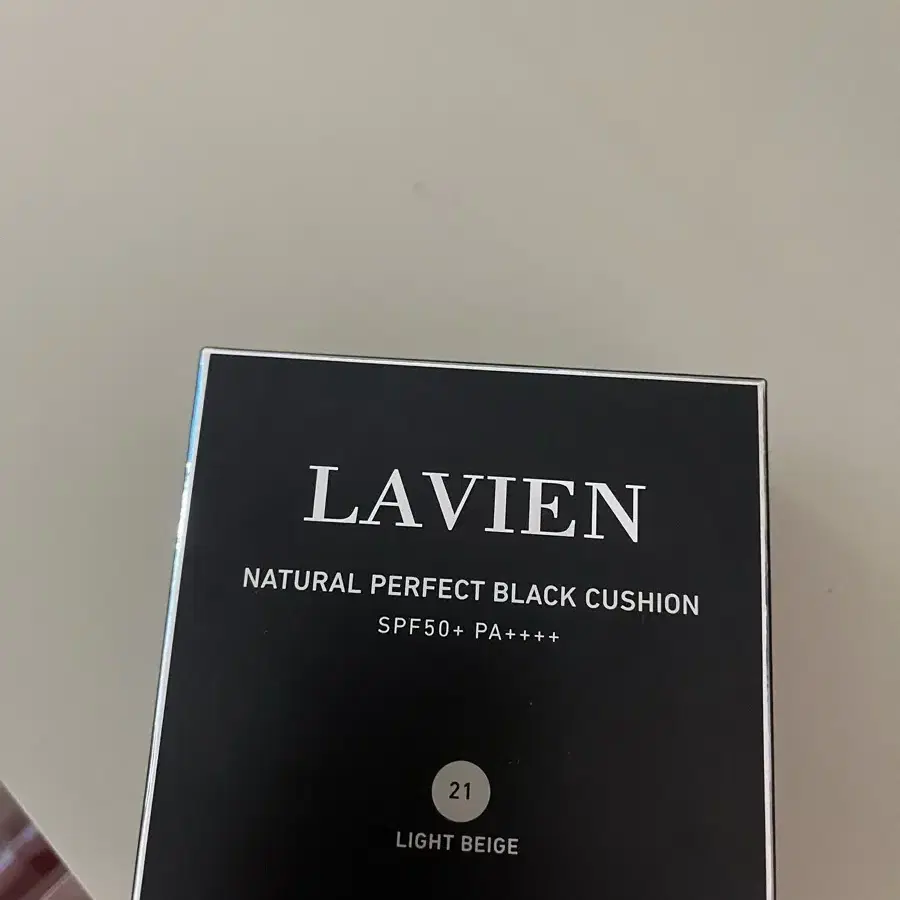 LAVIEN
NATURAL PERFECT BLACK CUSHION
SPF50+ PA++++
21
LIGHT BEIGE